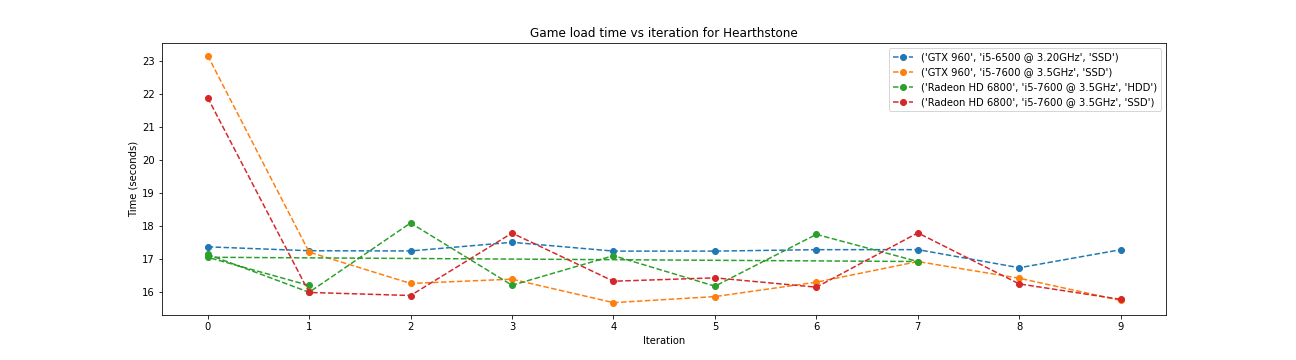 Game load time vs iteration for Hearthstone
('GTX 960', 'i5-6500 @ 3.20GHz', 'SSD')
('GTX 960', 'i5-7600 @ 3.5GHz', 'SSD')
('Radeon HD 6800', 'i5-7600 @ 3.5GHz', 'HDD')
('Radeon HD 6800', 'i5-7600 @ 3.5GHz', 'SSD')
Time (seconds)
23
22
21
20
19
18
17
16
0 1 2 3 4 5 6 7 8 9
Iteration